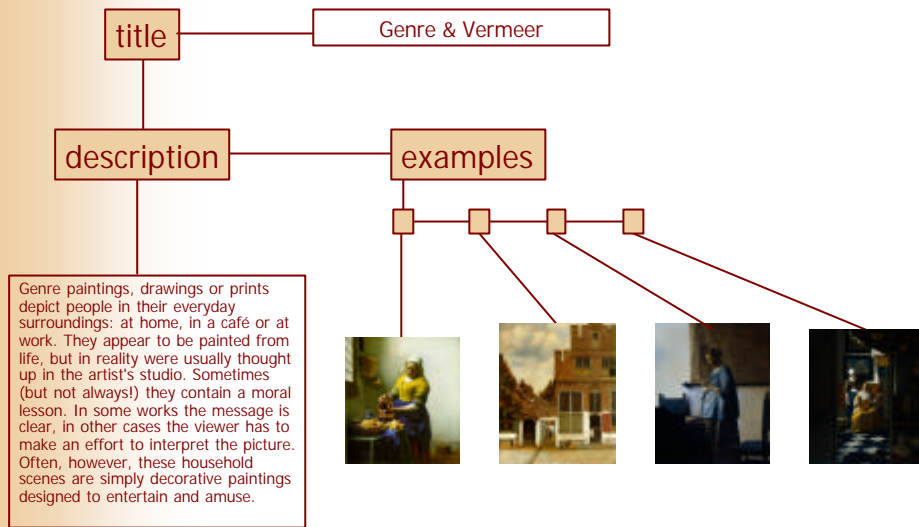 title
Genre & Vermeer
description
examples
Genre paintings, drawings or prints
depict people in their everyday
surroundings: at home, in a café or at
work. They appear to be painted from
life, but in reality were usually thought
up in the artist's studio. Sometimes
(but not always!) they contain a moral
lesson. In some works the message is
clear, in other cases the viewer has to
make an effort to interpret the picture.
Often, however, these household
scenes are simply decorative paintings
designed to entertain and amuse.